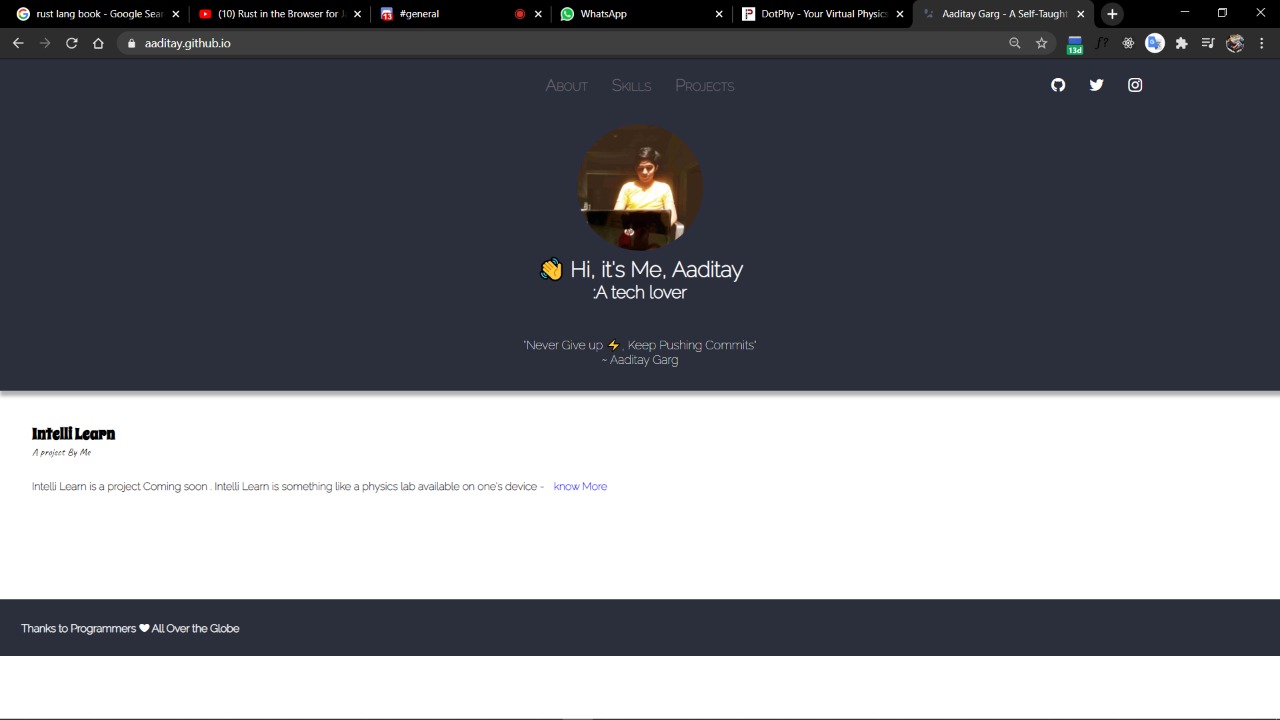 rust lang book - Google Sear
(10) Rust in the Browser for Ja
13
#general
WhatsApp
DotPhy - Your Virtual Physics
Aaditay Garg - A Self-Taught
aaditay.github.io
13d
About Skills Projects
👋 Hi, it's Me, Aaditay
:A tech lover
"Never Give up ⚡, Keep Pushing Commits"
~ Aaditay Garg
Intelli Learn
A project By Me
Intelli Learn is a project Coming soon . Intelli Learn is something like a physics lab available on one's device - know More
Thanks to Programmers ❤ All Over the Globe